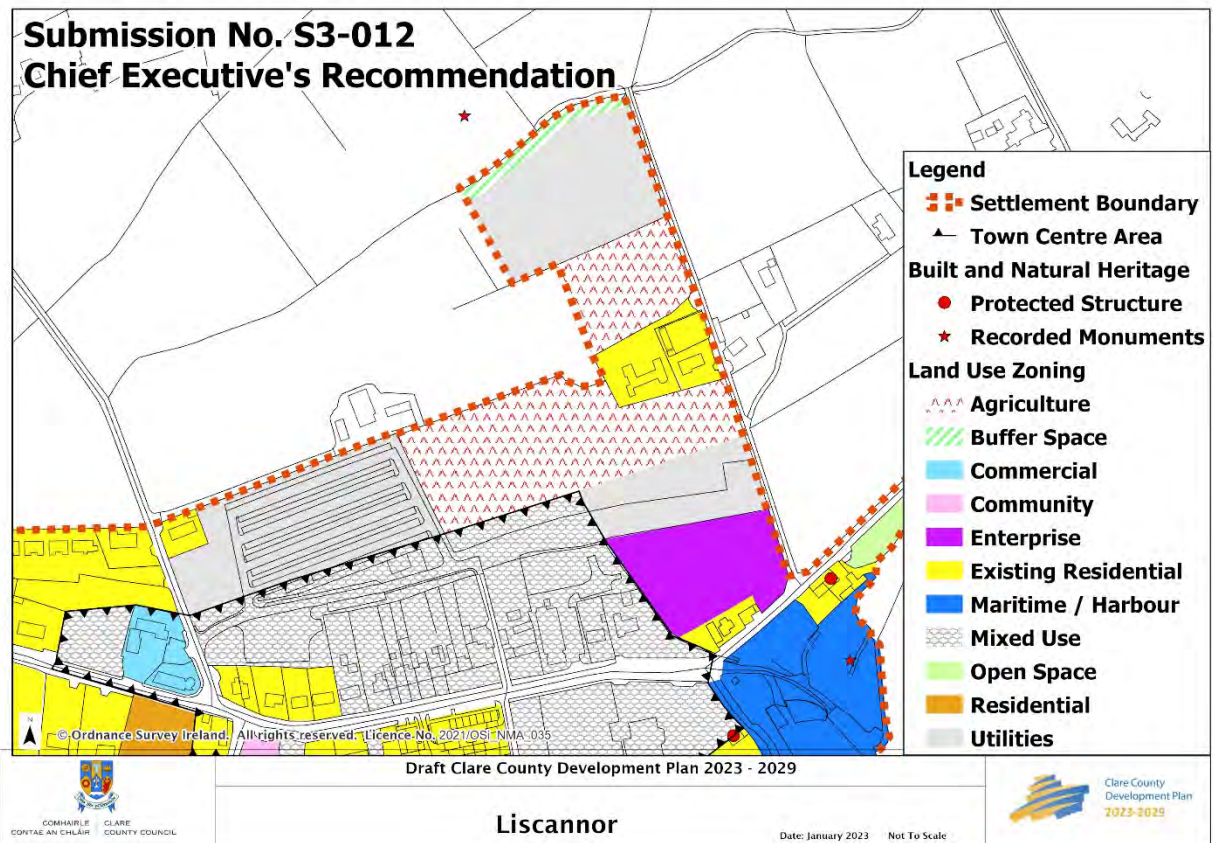 Submission No. S3-012
Chief Executive's Recommendation
Legend
Settlement Boundary
Town Centre Area
Built and Natural Heritage
Protected Structure
Recorded Monuments
Land Use Zoning
Agriculture
Buffer Space
Commercial
Community
Enterprise
Existing Residential
Maritime / Harbour
Mixed Use
Open Space
Residential
Utilities
N
© Ordnance Survey Ireland. All rights reserved. Licence No. 2021/OSi_NMA_035
COMHAIRLE CONTAE AN CHLÁIR
CLARE COUNTY COUNCIL
Draft Clare County Development Plan 2023 - 2029
Liscannor
Date: January 2023 Not To Scale
Clare County
Development Plan
2023-2029